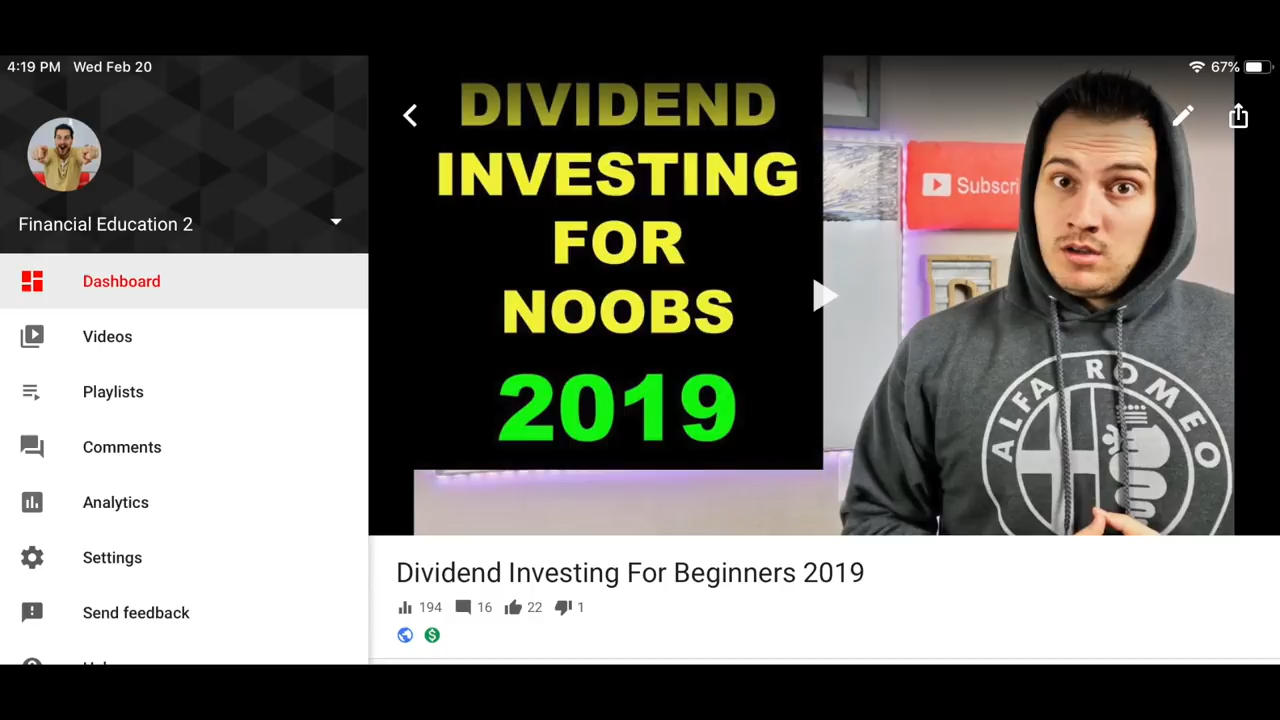 4:19 PM Wed Feb 20
67%
Financial Education 2
Dashboard
Videos
Playlists
Comments
Analytics
Settings
Send feedback
DIVIDEND
INVESTING
FOR
NOOBS
2019
Subscri
ALFA ROMEO
Dividend Investing For Beginners 2019
194 16 22 1